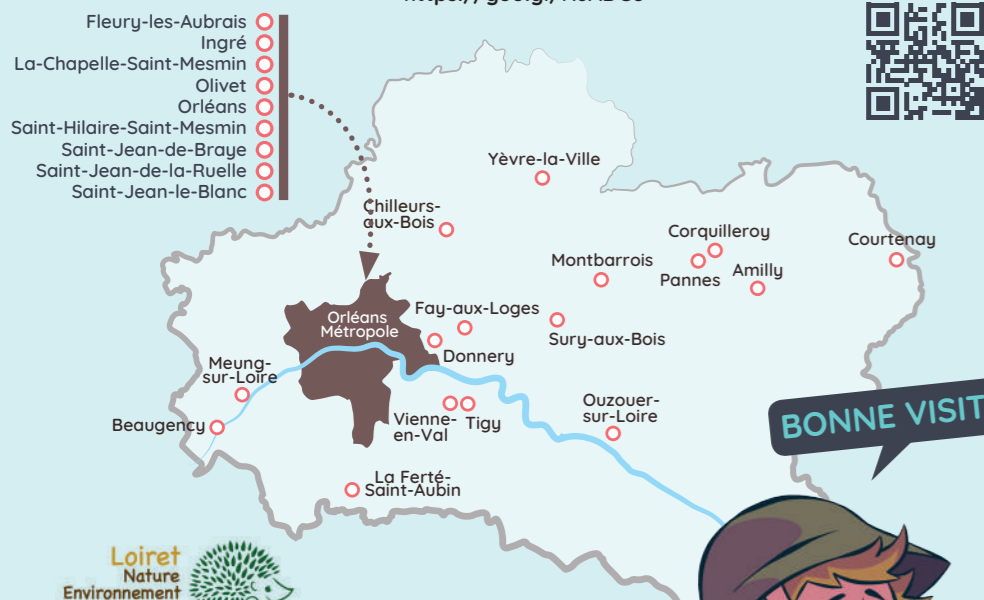 Fleury-les-Aubrais
Ingré
La-Chapelle-Saint-Mesmin
Olivet
Orléans
Saint-Hilaire-Saint-Mesmin
Saint-Jean-de-Braye
Saint-Jean-de-la-Ruelle
Saint-Jean-le-Blanc
Yèvre-la-Ville
Chilleurs-
aux-Bois
Corquilleroy
Courtenay
Montbarrois
Pannes
Amilly
Orléans
Métropole
Fay-aux-Loges
Sury-aux-Bois
Donnery
Meung-
sur-Loire
Beaugency
Vienne-
en-Val
Tigy
Ouzouer-
sur-Loire
La Ferté-
Saint-Aubin
BONNE VISIT
Loiret
Nature
Environnement